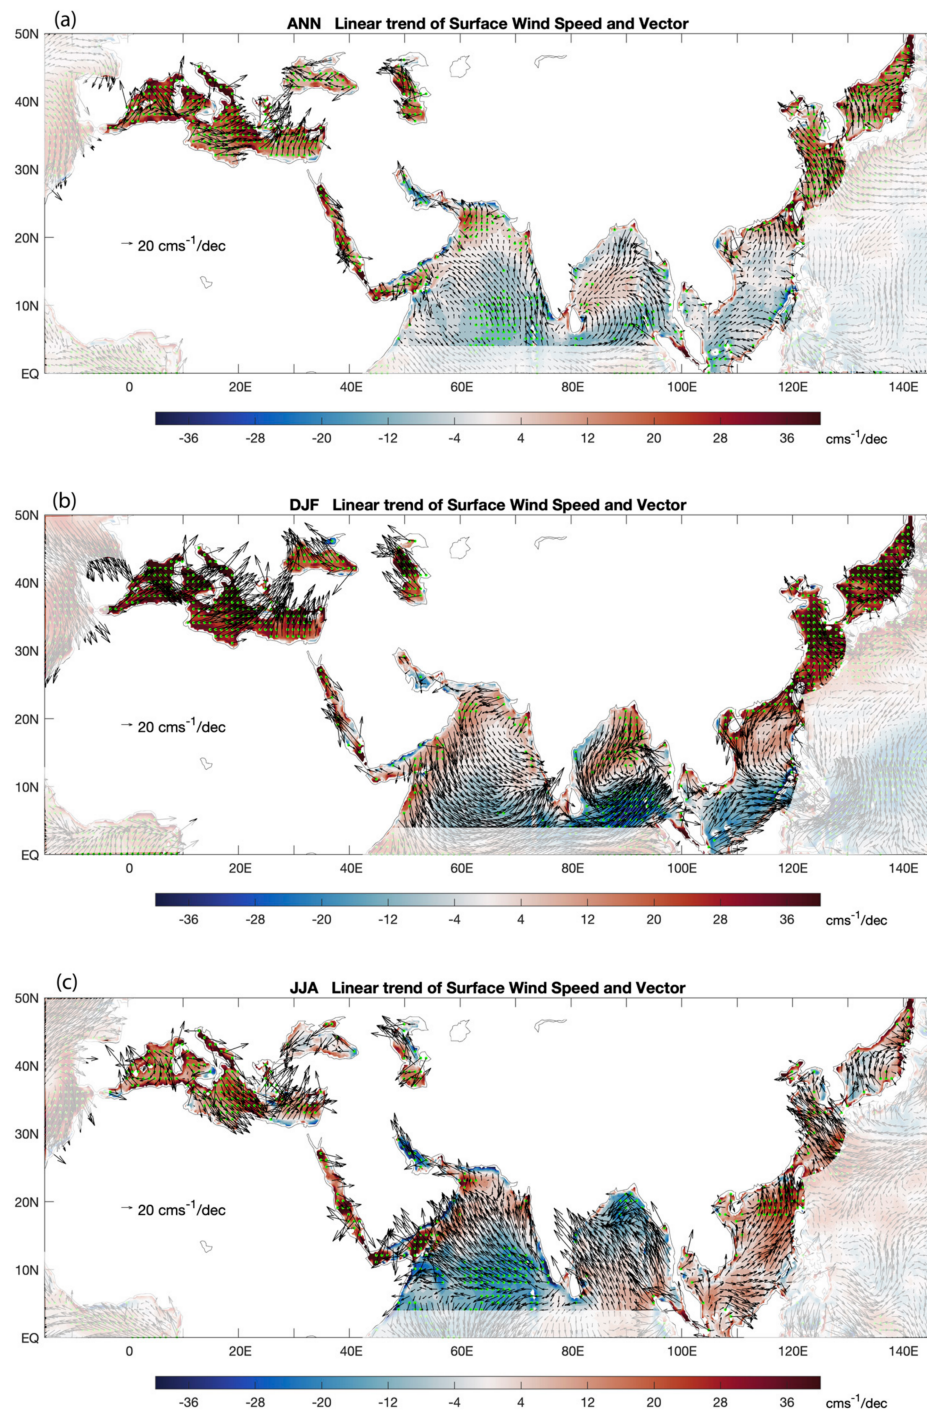 (a)
ANN Linear trend of Surface Wind Speed and Vector
50N
40N
30N
20N
10N
EQ
20 cms-1/dec
0 20E 40E 60E 80E 100E 120E 140E
-36 -28 -20 -12 -4 4 12 20 28 36 cms-1/dec
(b)
DJF Linear trend of Surface Wind Speed and Vector
50N
40N
30N
20N
10N
EQ
20 cms-1/dec
0 20E 40E 60E 80E 100E 120E 140E
-36 -28 -20 -12 -4 4 12 20 28 36 cms-1/dec
(c)
JJA Linear trend of Surface Wind Speed and Vector
50N
40N
30N
20N
10N
EQ
20 cms-1/dec
0 20E 40E 60E 80E 100E 120E 140E
-36 -28 -20 -12 -4 4 12 20 28 36 cms-1/dec